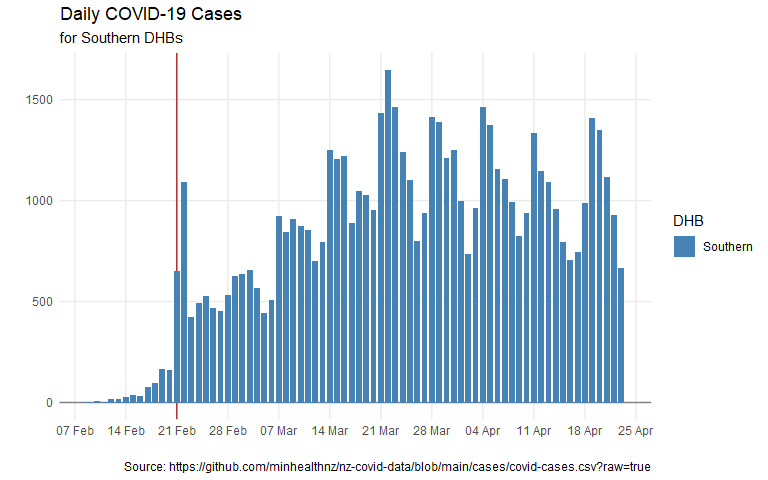 Daily COVID-19 Cases
for Southern DHBs
1500
1000
500
0
07 Feb 14 Feb 21 Feb 28 Feb 07 Mar 14 Mar 21 Mar 28 Mar 04 Apr 11 Apr 18 Apr 25 Apr
DHB
Southern
Source: https://github.com/minhealthnz/nz-covid-data/blob/main/cases/covid-cases.csv?raw=true